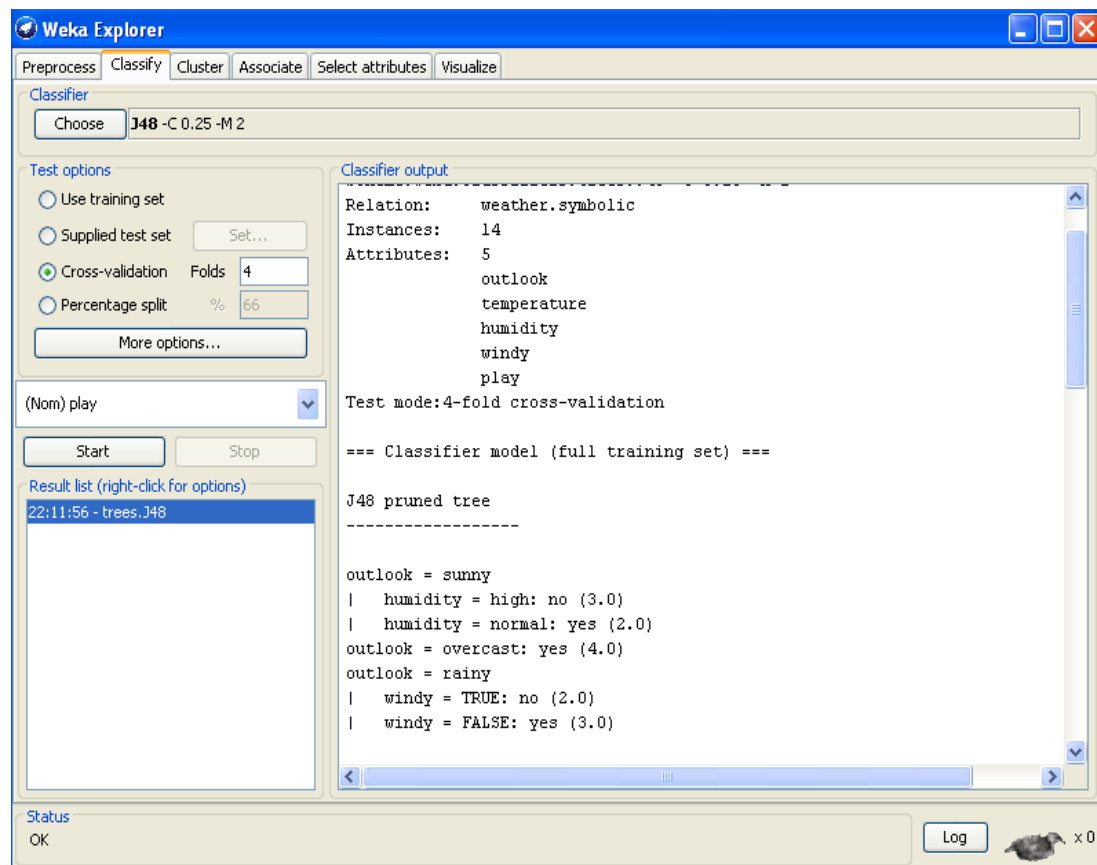 Weka Explorer
Preprocess Classify Cluster Associate Select attributes Visualize
Classifier
Choose J48 -C 0.25 -M 2
Test options
Use training set
Supplied test set Set...
Cross-validation Folds 4
Percentage split % 66
More options...
(Nom) play
Start Stop
Result list (right-click for options)
22:11:56 - trees.J48
Classifier output
Relation: weather.symbolic
Instances: 14
Attributes: 5
outlook
temperature
humidity
windy
play
Test mode:4-fold cross-validation
=== Classifier model (full training set) ===
J48 pruned tree
------------------
outlook = sunny
| humidity = high: no (3.0)
| humidity = normal: yes (2.0)
outlook = overcast: yes (4.0)
outlook = rainy
| windy = TRUE: no (2.0)
| windy = FALSE: yes (3.0)
Status
OK
Log x 0